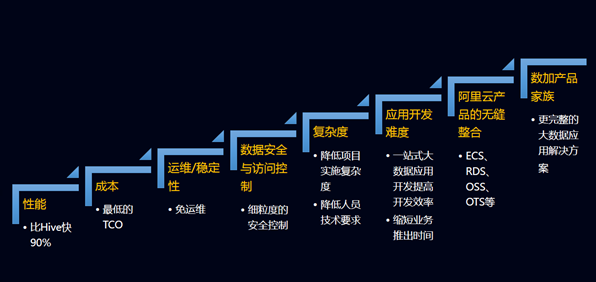 性能
• 比Hive快
90%
成本
• 最低的
TCO
运维/稳定
性
• 免运维
数据安全
与访问控
制
• 细粒度的
安全控制
复杂度
• 降低项目
实施复杂
度
• 降低人员
技术要求
应用开发
难度
• 一站式大
数据应用
开发提高
开发效率
• 缩短业务
推出时间
阿里云产
品的无缝
整合
• ECS、
RDS、
OSS、
OTS等
数加产品
家族
• 更完整的
大数据应
用解决方
案